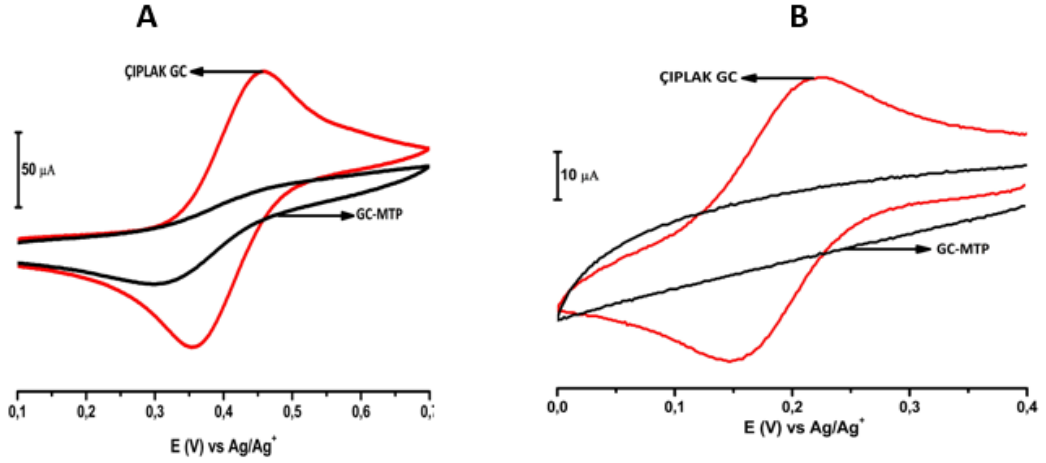 A
ÇIPLAK GC
50 µA
GC-MTP
0,1 0,2 0,3 0,4 0,5 0,6
E (V) vs Ag/Ag+
B
ÇIPLAK GC
10 µA
GC-MTP
0,0 0,1 0,2 0,3 0,4
E (V) vs Ag/Ag+